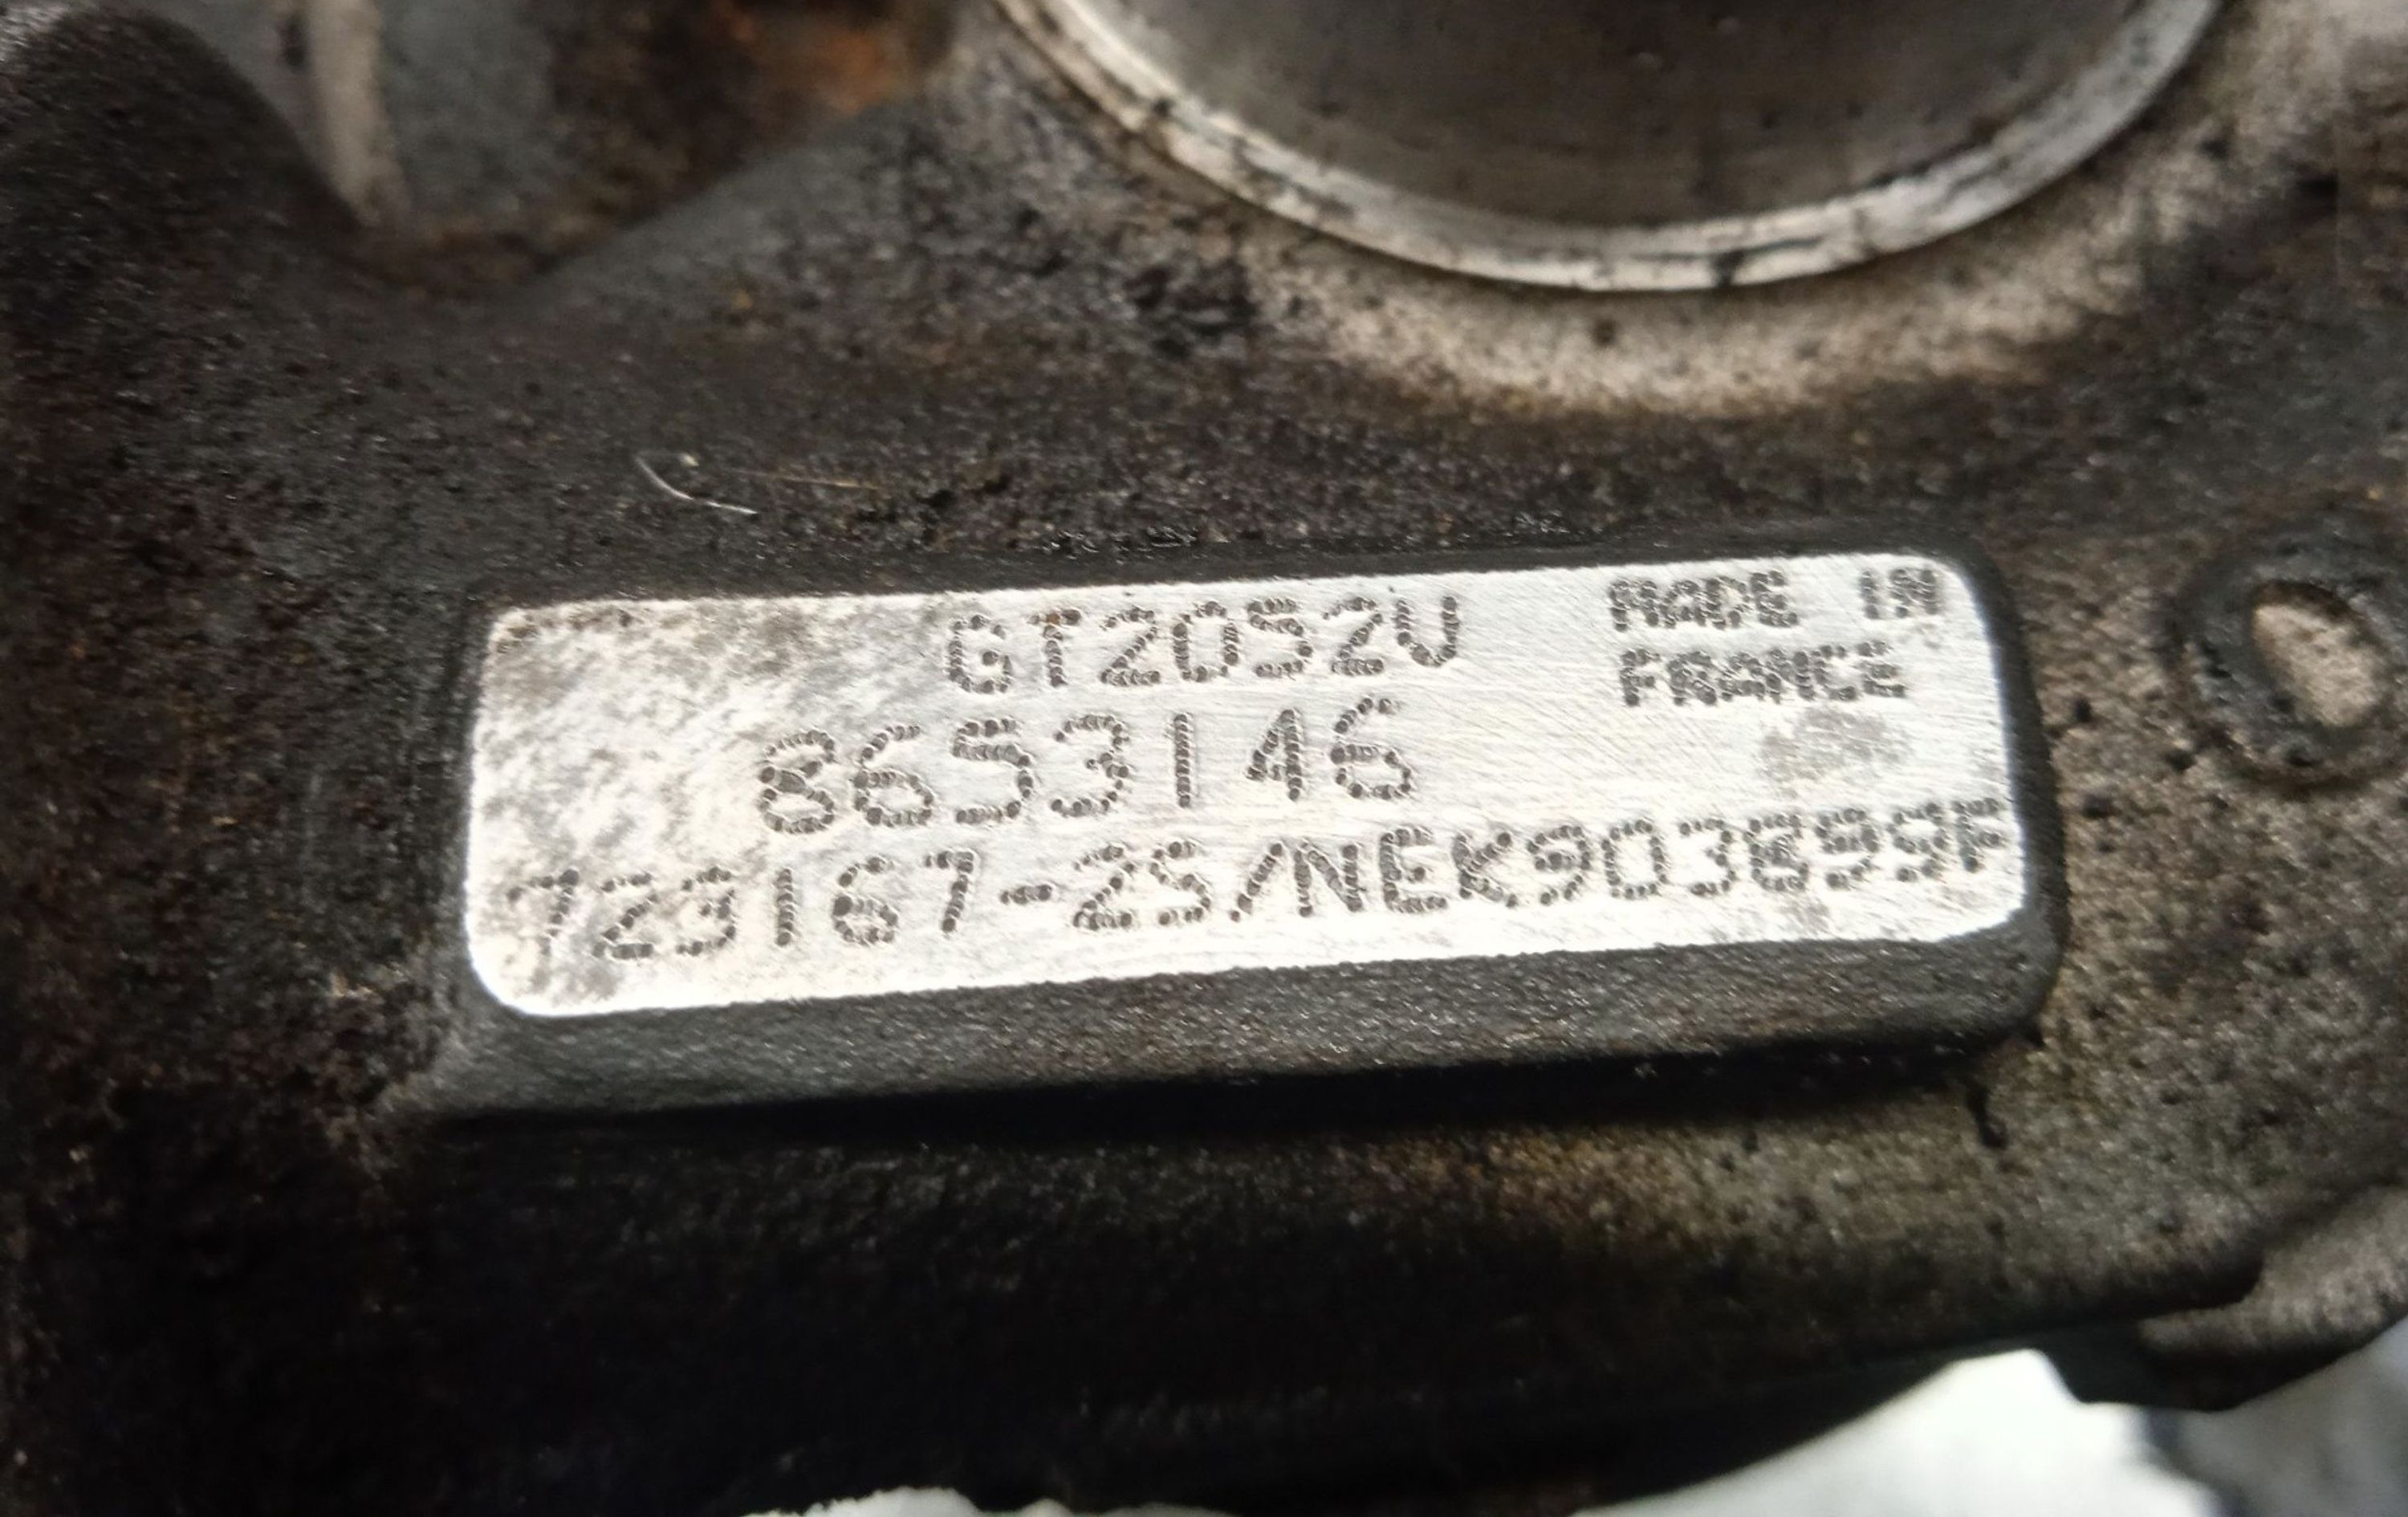 GT2052V
MADE IN
FRANCE
8653146
723167-2S/NEK903699F